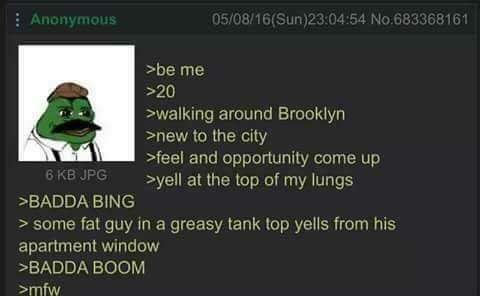 Anonymous 05/08/16(Sun)23:04:54 No.683368161
>be me
>20
>walking around Brooklyn
>new to the city
>feel and opportunity come up
>yell at the top of my lungs
6 KB JPG
>BADDA BING
> some fat guy in a greasy tank top yells from his
apartment window
>BADDA BOOM
>mfw